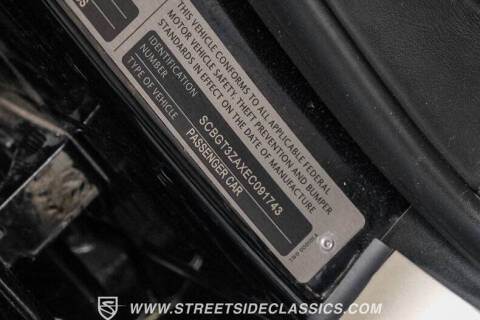 THIS VEHICLE CONFORMS TO ALL APPLICABLE FEDERAL
MOTOR VEHICLE SAFETY, THEFT PREVENTION AND BUMPER
STANDARDS IN EFFECT ON THE DATE OF MANUFACTURE
IDENTIFICATION
NUMBER
SCBGT3ZAXEC091743
TYPE OF VEHICLE
PASSENGER CAR
WWW.STREETSIDECLASSICS.COM